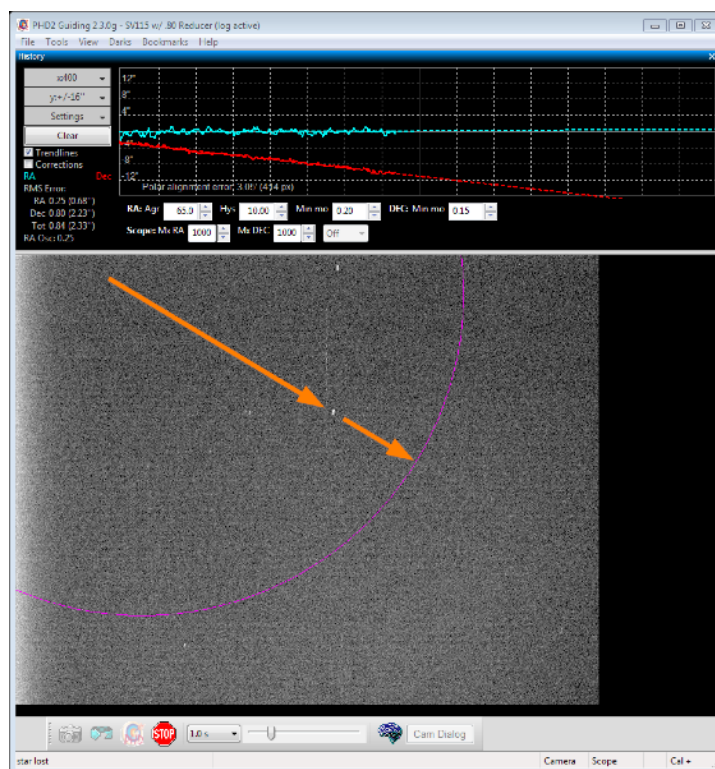 PHD2 Guiding 2.3.0g - SV115 w/ .80 Reducer (log active)
File Tools View Darks Bookmarks Help
History
x:400
y:+/-16"
Settings
Clear
Trendlines
Corrections
RA Dec
RMS Error:
RA 0.25 (0.68")
Dec 0.80 (2.23")
Tot 0.84 (2.33")
RA Osc: 0.25
12"
8"
4"
-4"
-8"
-12"
Polar alignment error: 3.08' (414 px)
RA: Agr 65.0 Hys 10.00 Min mo 0.20 DEC: Min mo 0.15
Scope: Mx RA 1000 Mx DEC 1000 Off
STOP 1.0 s Cam Dialog
star lost Camera Scope Cal +